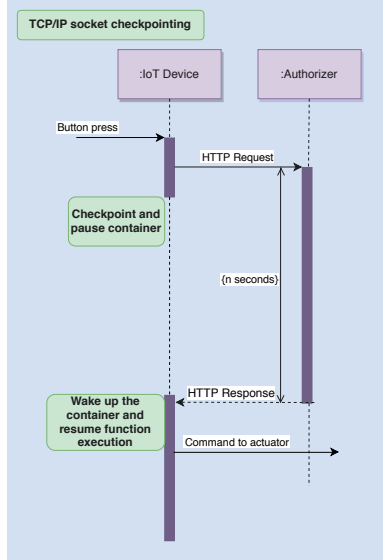 TCP/IP socket checkpointing
:IoT Device
:Authorizer
Button press
HTTP Request
Checkpoint and
pause container
{n seconds}
HTTP Response
Wake up the
container and
resume function
execution
Command to actuator